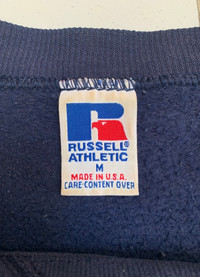 RUSSELL®
ATHLETIC
M
MADE IN U.S.A.
CARE-CONTENT OVER